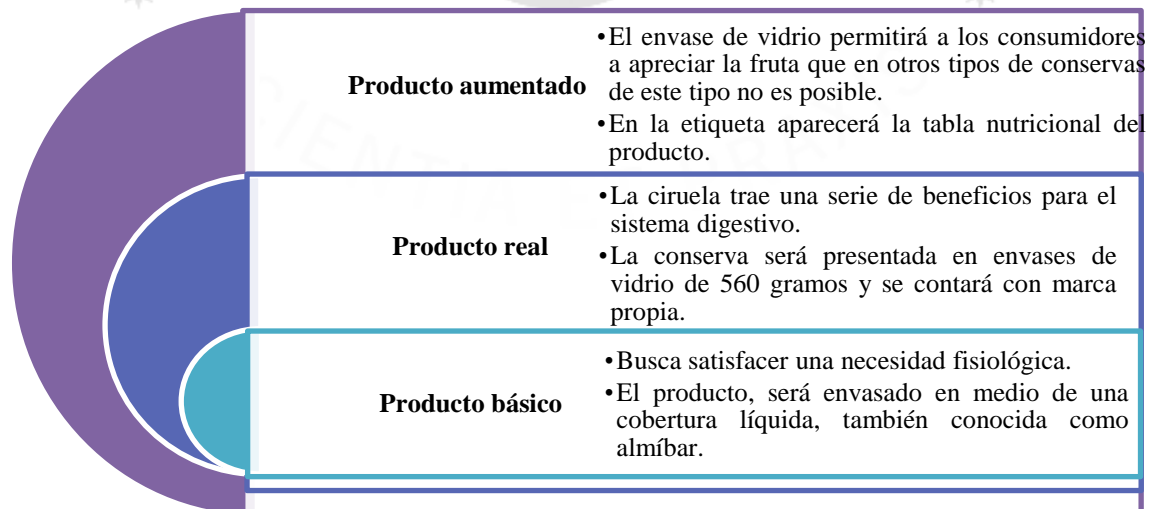 Producto aumentado
•El envase de vidrio permitirá a los consumidores
a apreciar la fruta que en otros tipos de conservas
de este tipo no es posible.
•En la etiqueta aparecerá la tabla nutricional del
producto.
Producto real
•La ciruela trae una serie de beneficios para el
sistema digestivo.
•La conserva será presentada en envases de
vidrio de 560 gramos y se contará con marca
propia.
Producto básico
•Busca satisfacer una necesidad fisiológica.
•El producto, será envasado en medio de una
cobertura líquida, también conocida como
almíbar.